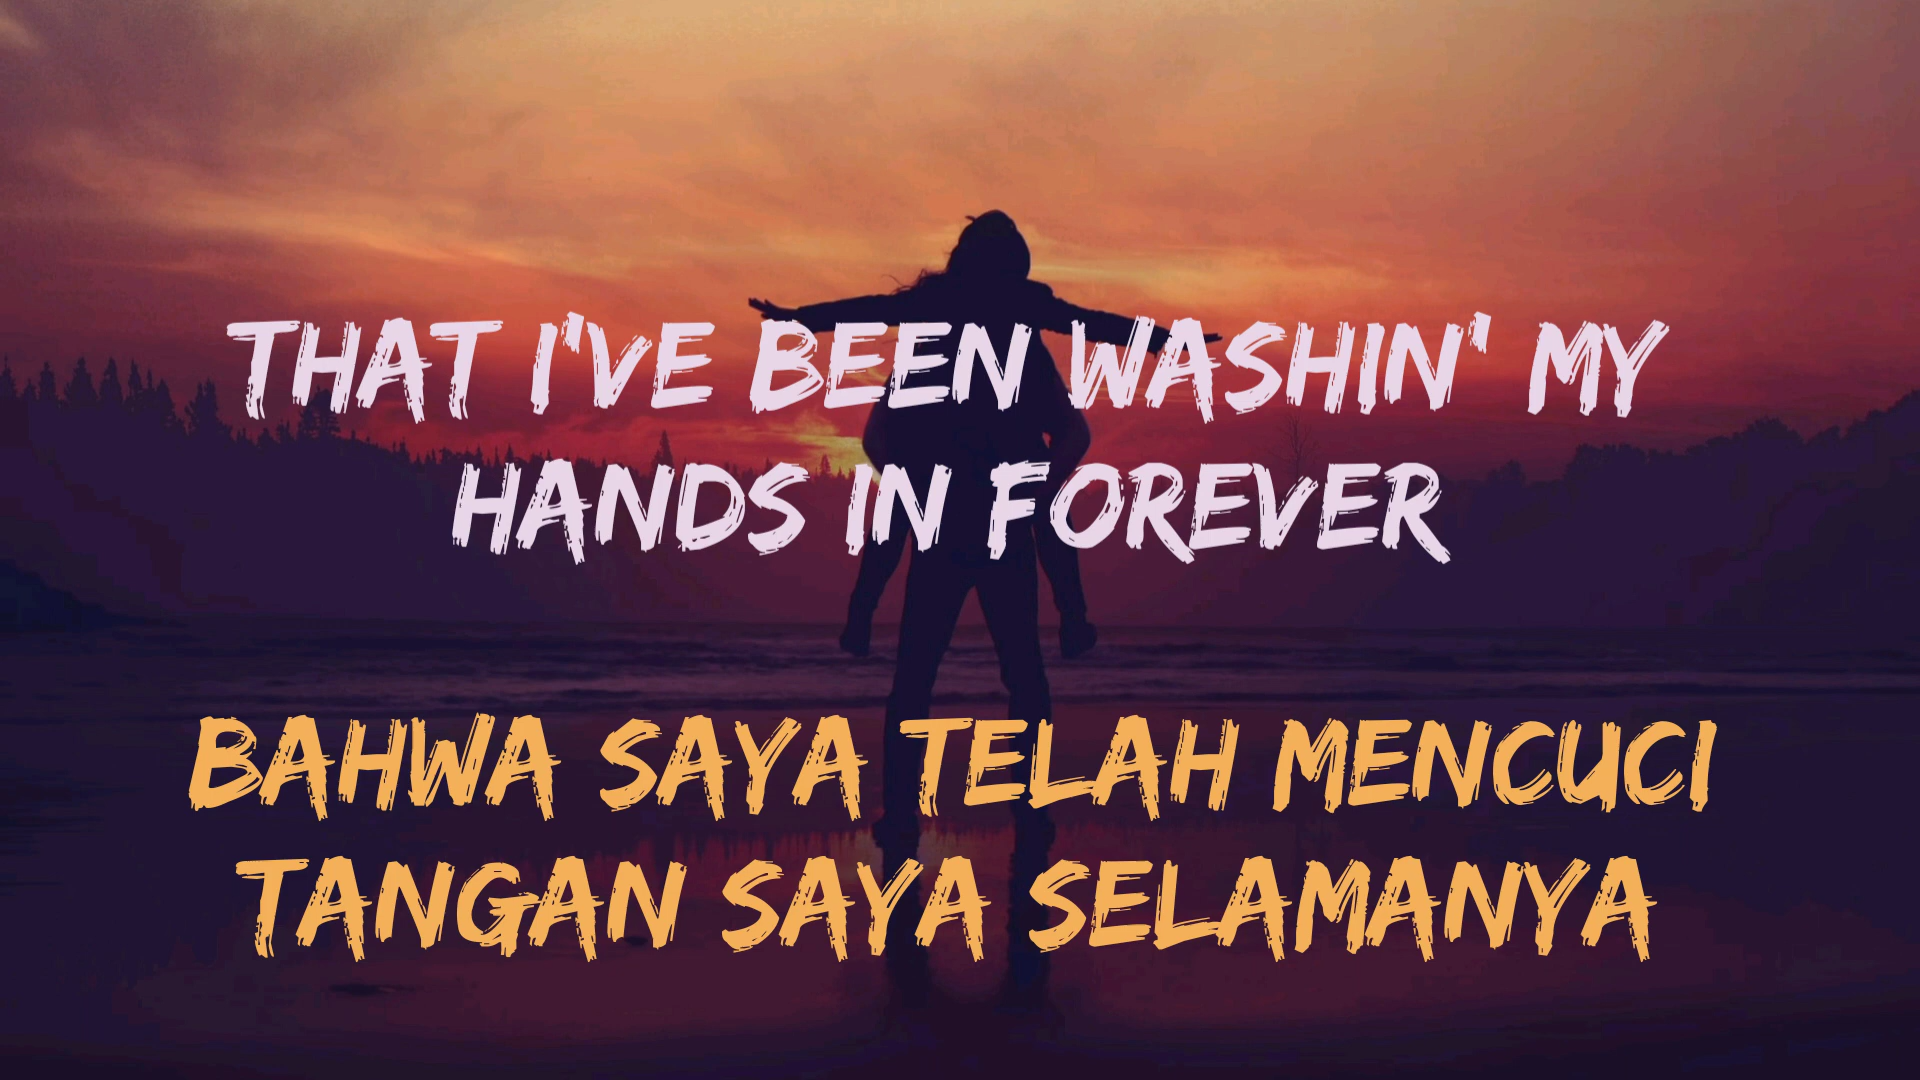 THAT I'VE BEEN WASHIN' MY
HANDS IN FOREVER
BAHWA SAYA TELAH MENCUCI
TANGAN SAYA SELAMANYA